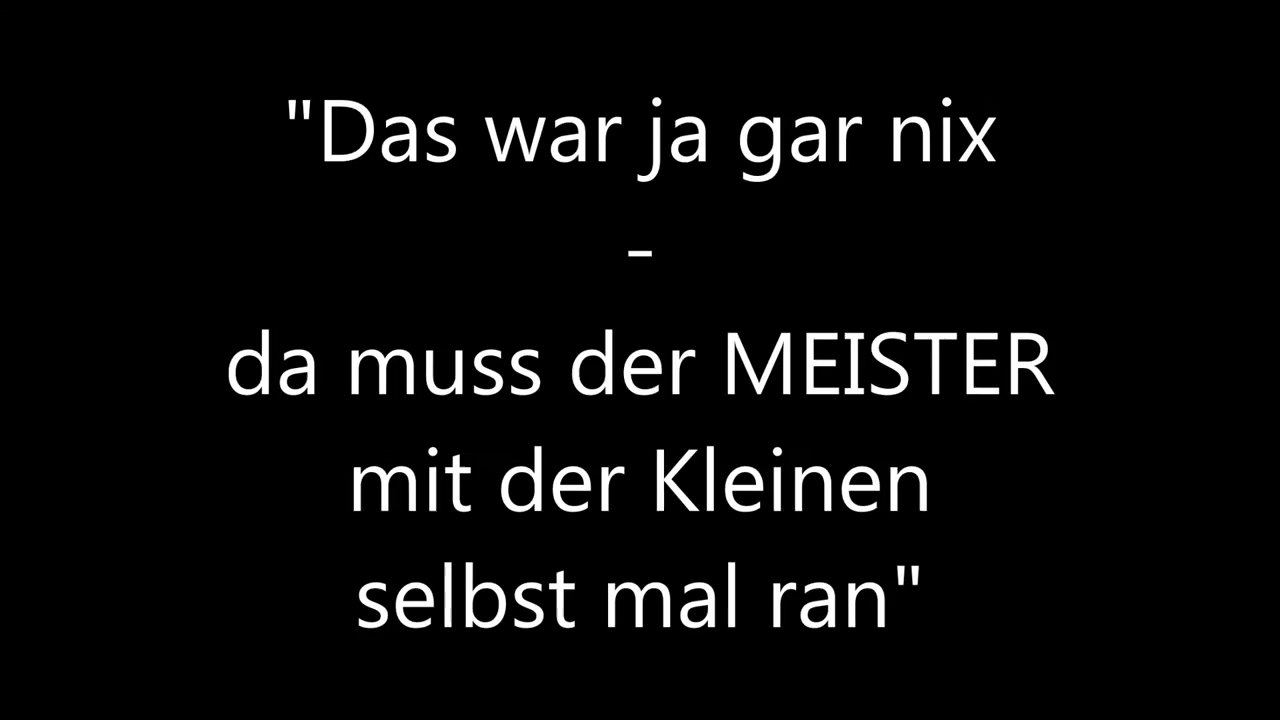 "Das war ja gar nix
-
da muss der MEISTER
mit der Kleinen
selbst mal ran"